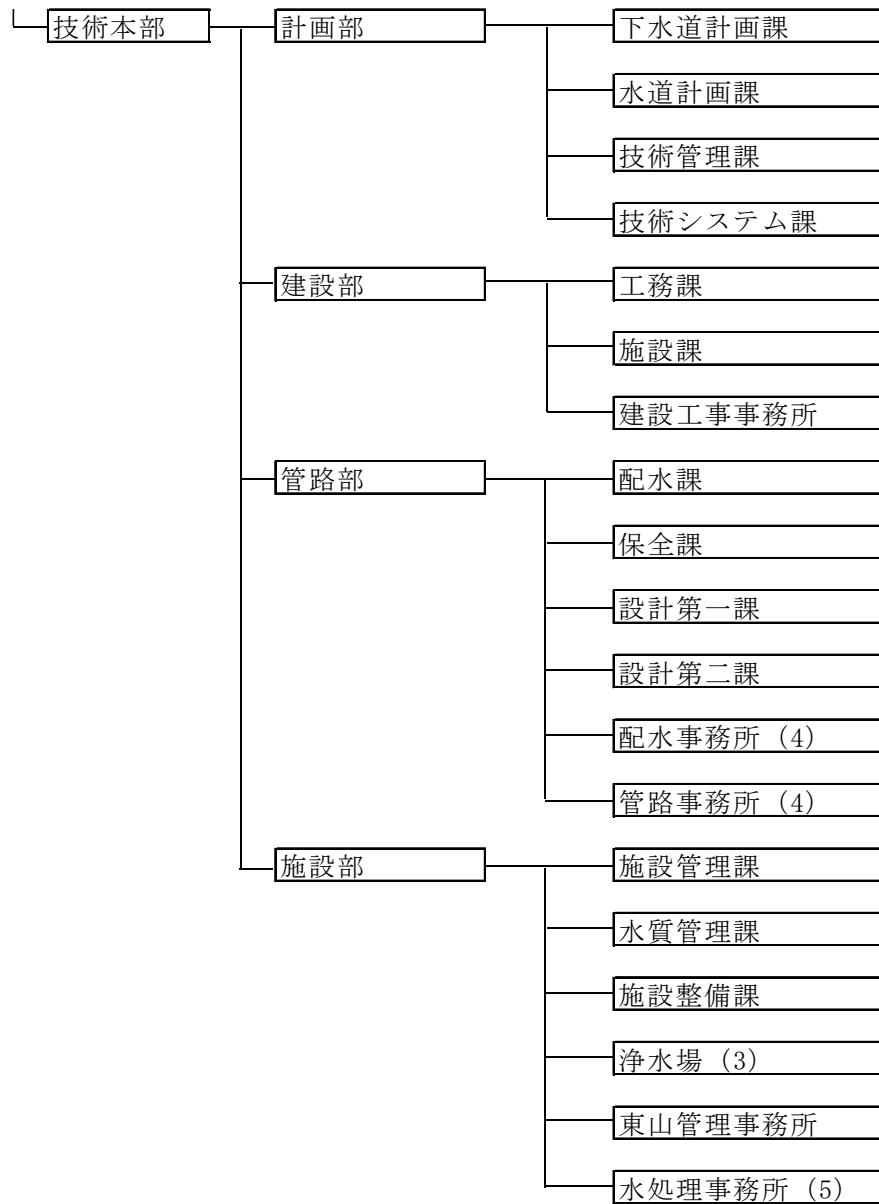 技術本部 計画部 下水道計画課
水道計画課
技術管理課
技術システム課
建設部 工務課
施設課
建設工事事務所
管路部 配水課
保全課
設計第一課
設計第二課
配水事務所 (4)
管路事務所 (4)
施設部 施設管理課
水質管理課
施設整備課
浄水場 (3)
東山管理事務所
水処理事務所 (5)